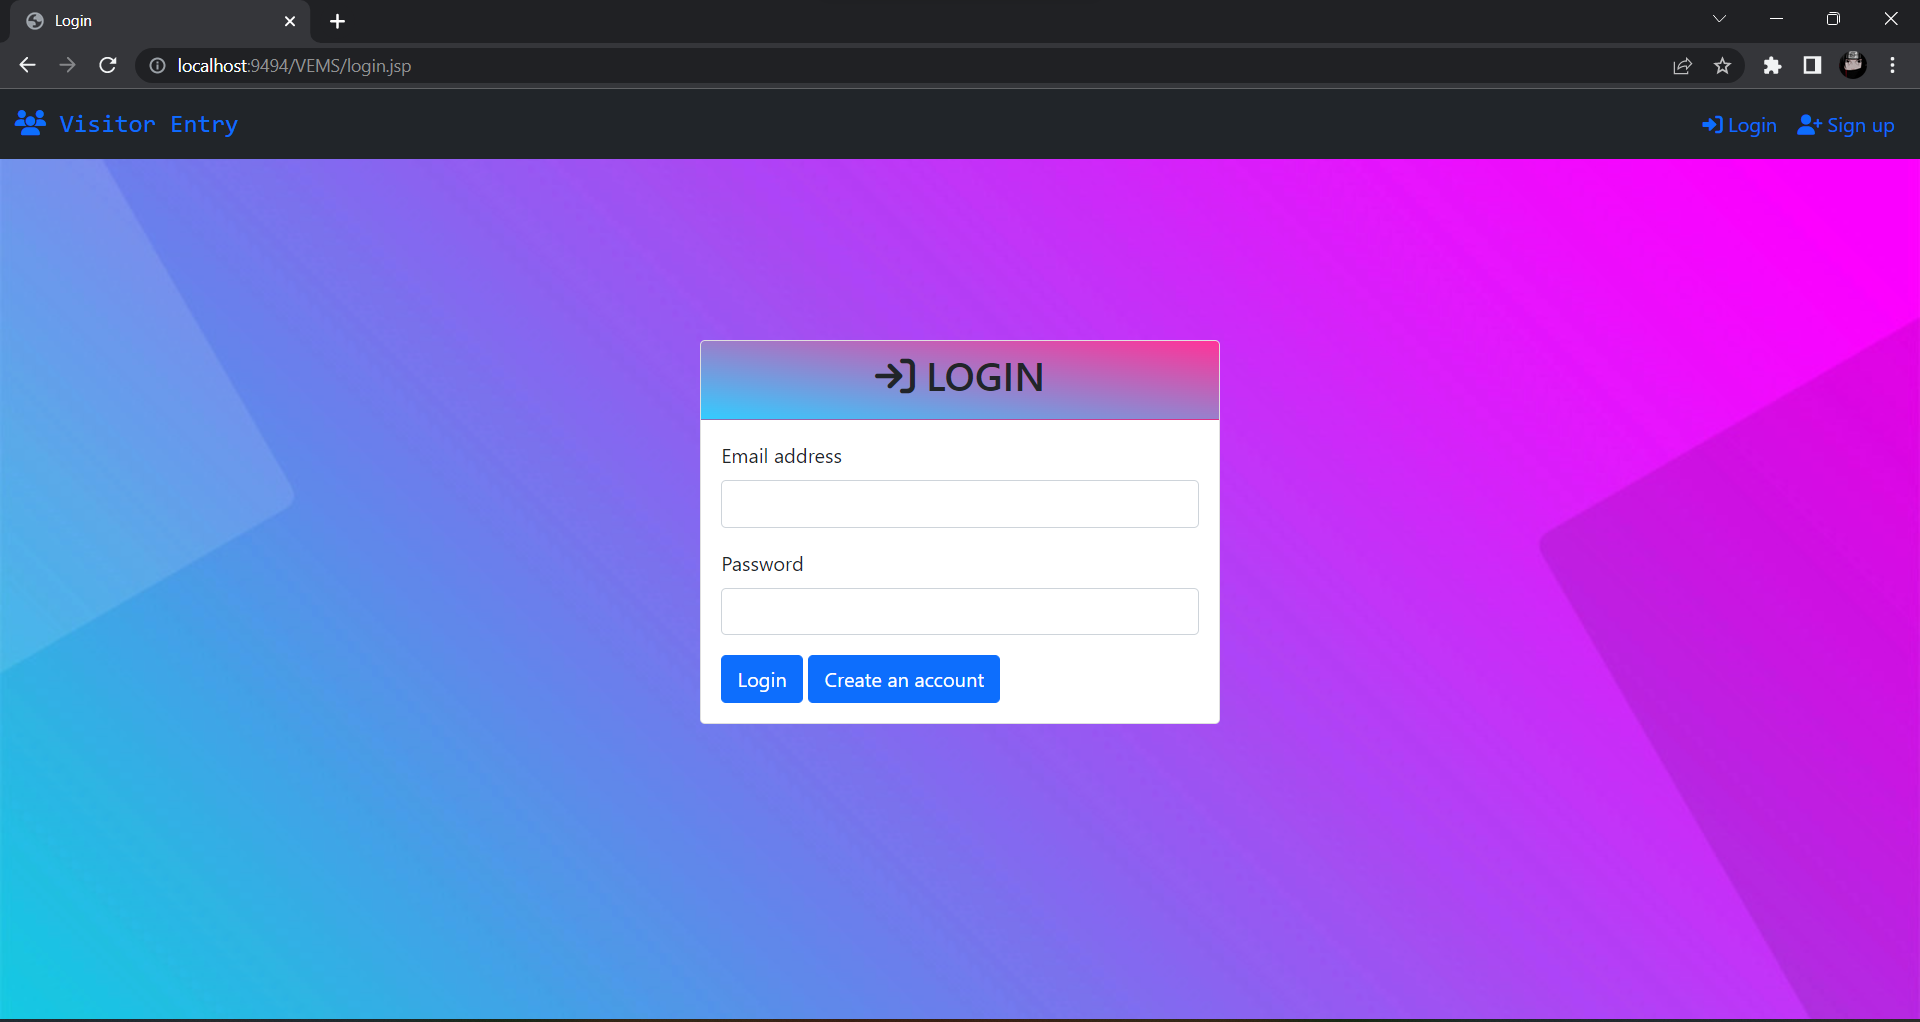 Login
localhost:9494/VEMS/login.jsp
Visitor Entry
Login
Sign up
LOGIN
Email address
Password
Login
Create an account